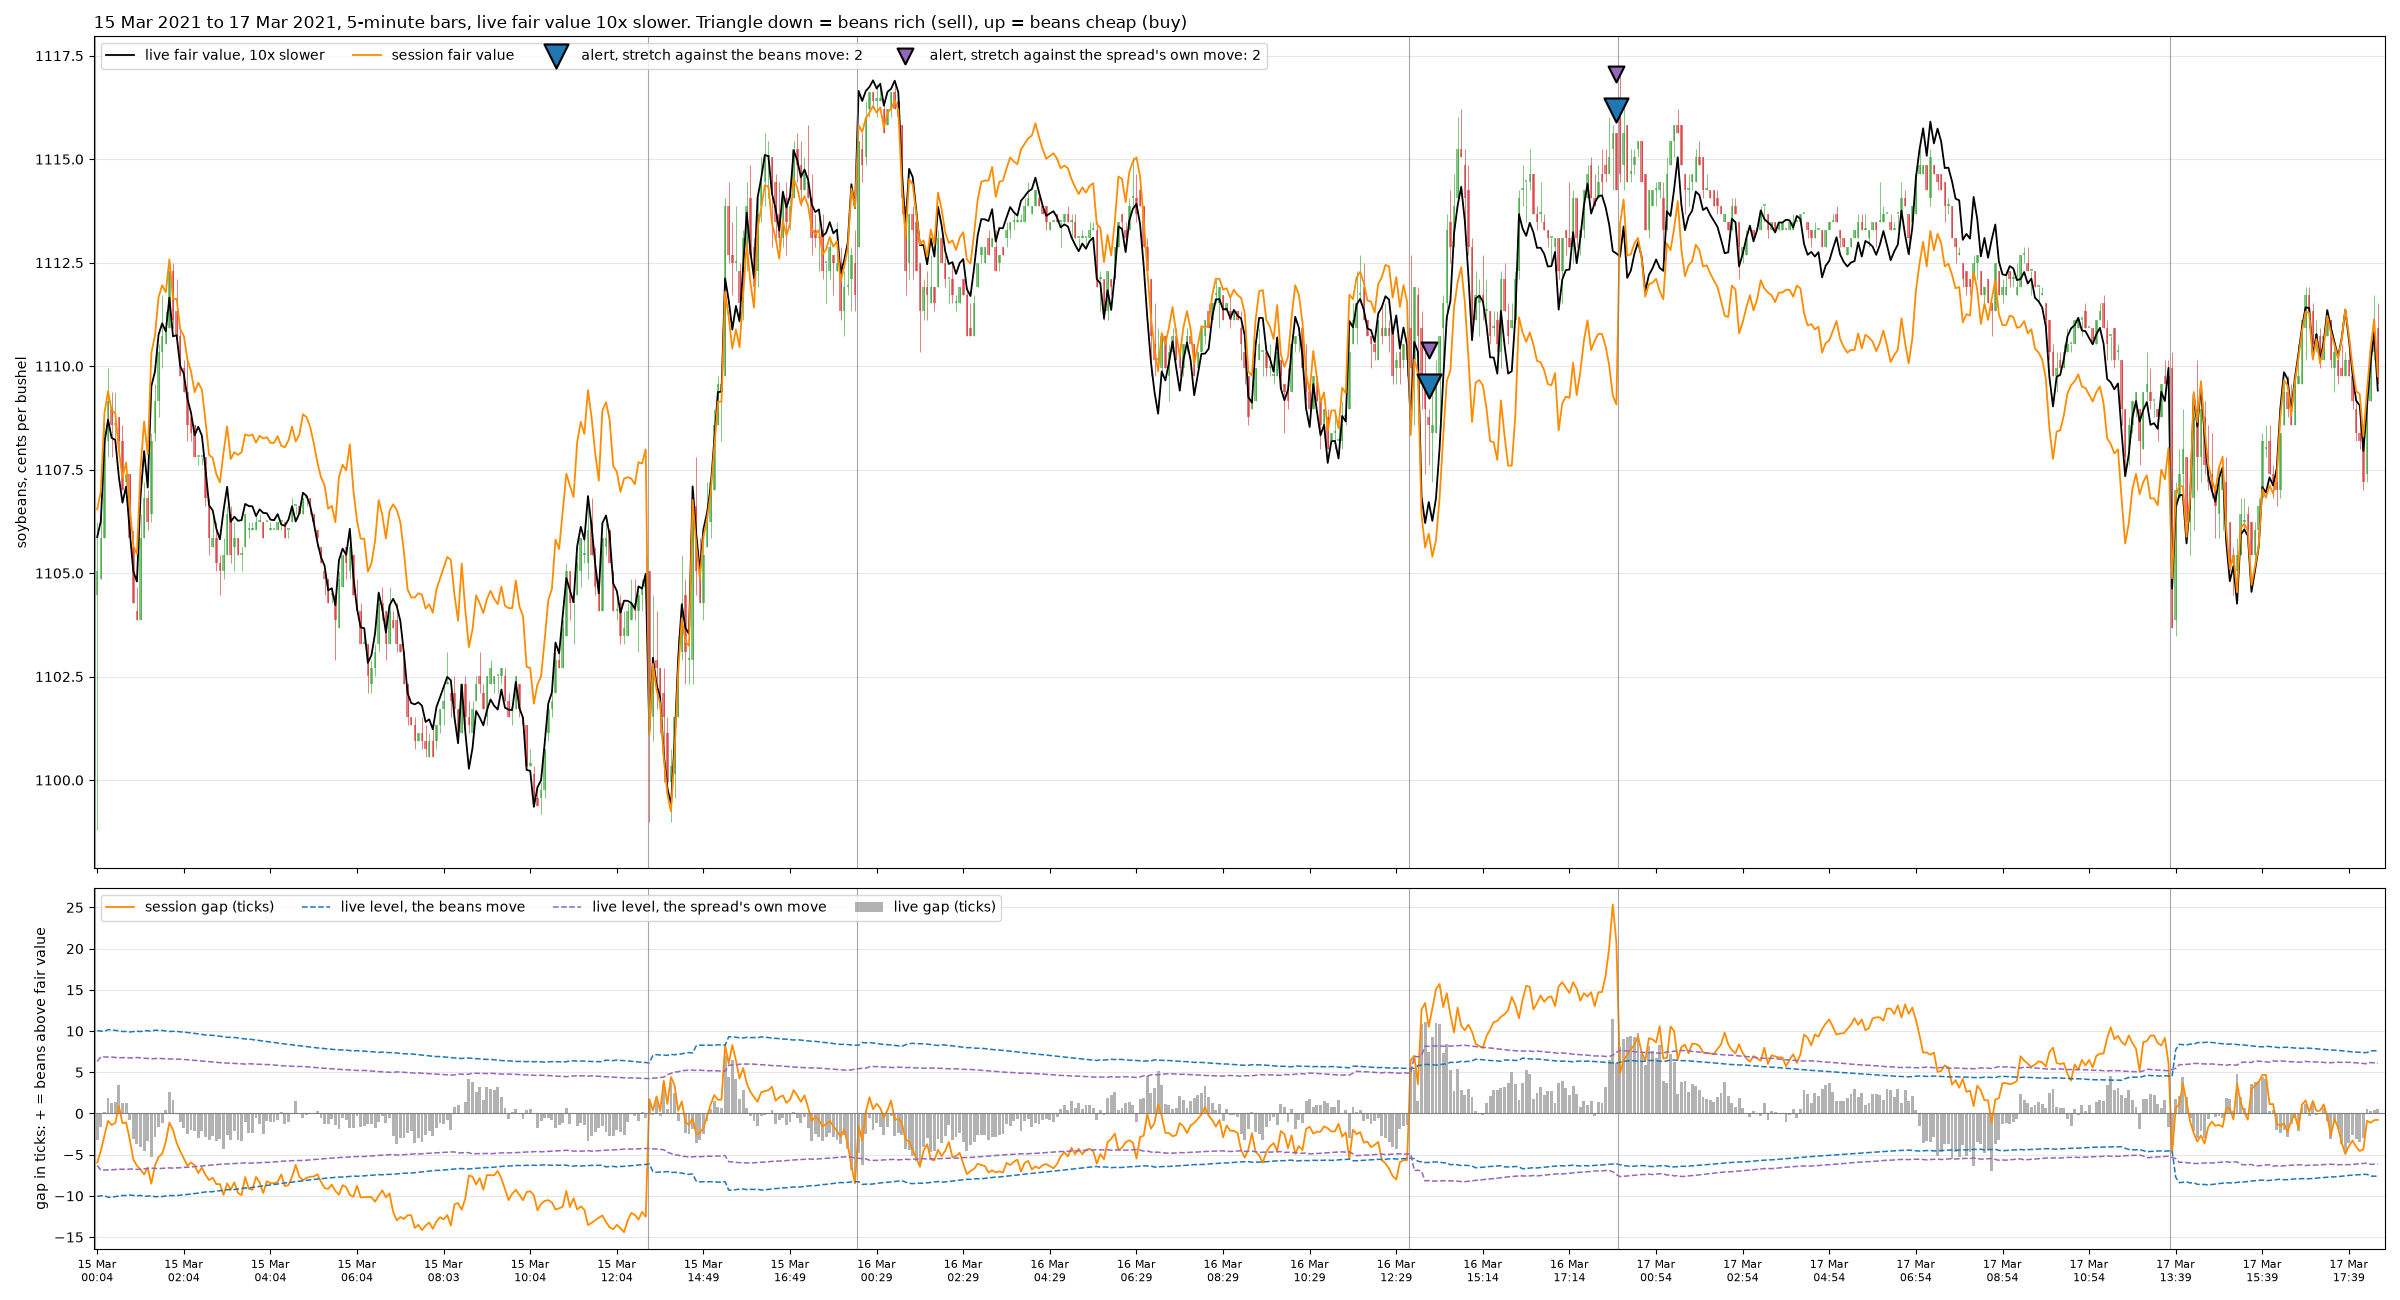 15 Mar 2021 to 17 Mar 2021, 5-minute bars, live fair value 10x slower. Triangle down = beans rich (sell), up = beans cheap (buy)
live fair value, 10x slower
session fair value
alert, stretch against the beans move: 2
alert, stretch against the spread's own move: 2
soybeans, cents per bushel
1117.5
1115.0
1112.5
1110.0
1107.5
1105.0
1102.5
1100.0
session gap (ticks)
live level, the beans move
live level, the spread's own move
live gap (ticks)
gap in ticks: + = beans above fair value
25
20
15
10
5
0
−5
−10
−15
15 Mar
00:04
15 Mar
02:04
15 Mar
04:04
15 Mar
06:04
15 Mar
08:03
15 Mar
10:04
15 Mar
12:04
15 Mar
14:49
15 Mar
16:49
16 Mar
00:29
16 Mar
02:29
16 Mar
04:29
16 Mar
06:29
16 Mar
08:29
16 Mar
10:29
16 Mar
12:29
16 Mar
15:14
16 Mar
17:14
17 Mar
00:54
17 Mar
02:54
17 Mar
04:54
17 Mar
06:54
17 Mar
08:54
17 Mar
10:54
17 Mar
13:39
17 Mar
15:39
17 Mar
17:39